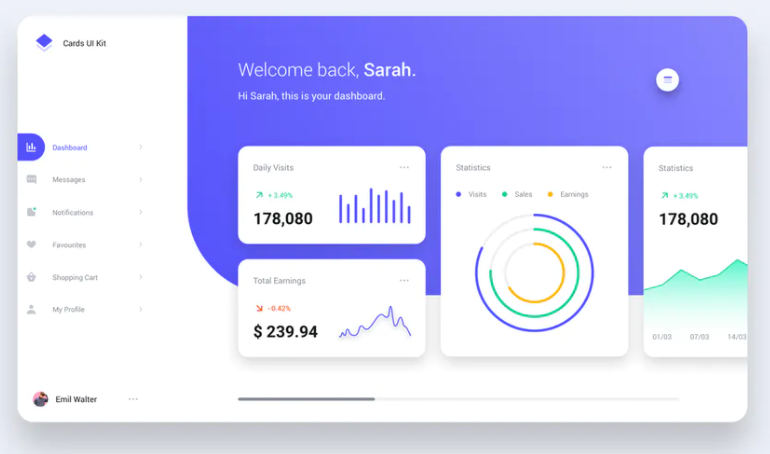 Cards UI Kit
Welcome back, Sarah.
Hi Sarah, this is your dashboard.
Dashboard
Messages
Notifications
Favourites
Shopping Cart
My Profile
Emil Walter
Daily Visits
+ 3.49%
178,080
Total Earnings
-0.42%
$ 239.94
Statistics
Visits
Sales
Earnings
Statistics
+ 3.49%
178,080
01/03
07/03
14/03